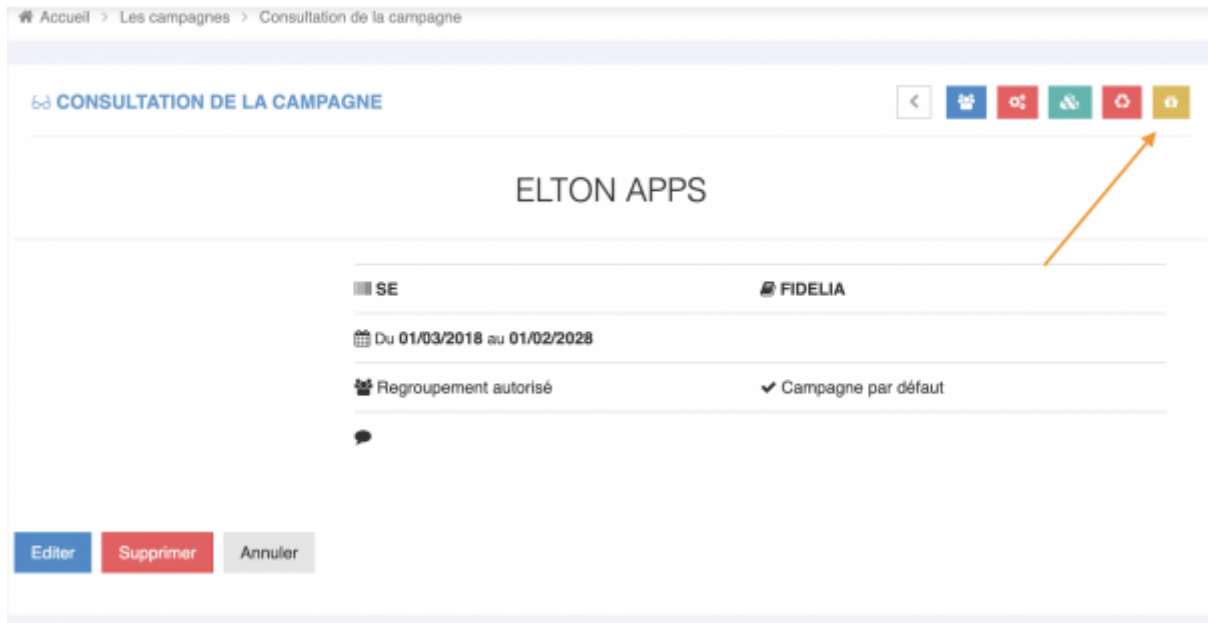 Accueil > Les campagnes > Consultation de la campagne
CONSULTATION DE LA CAMPAGNE
ELTON APPS
SE FIDELIA
Du 01/03/2018 au 01/02/2028
Regroupement autorisé Campagne par défaut
Editer Supprimer Annuler